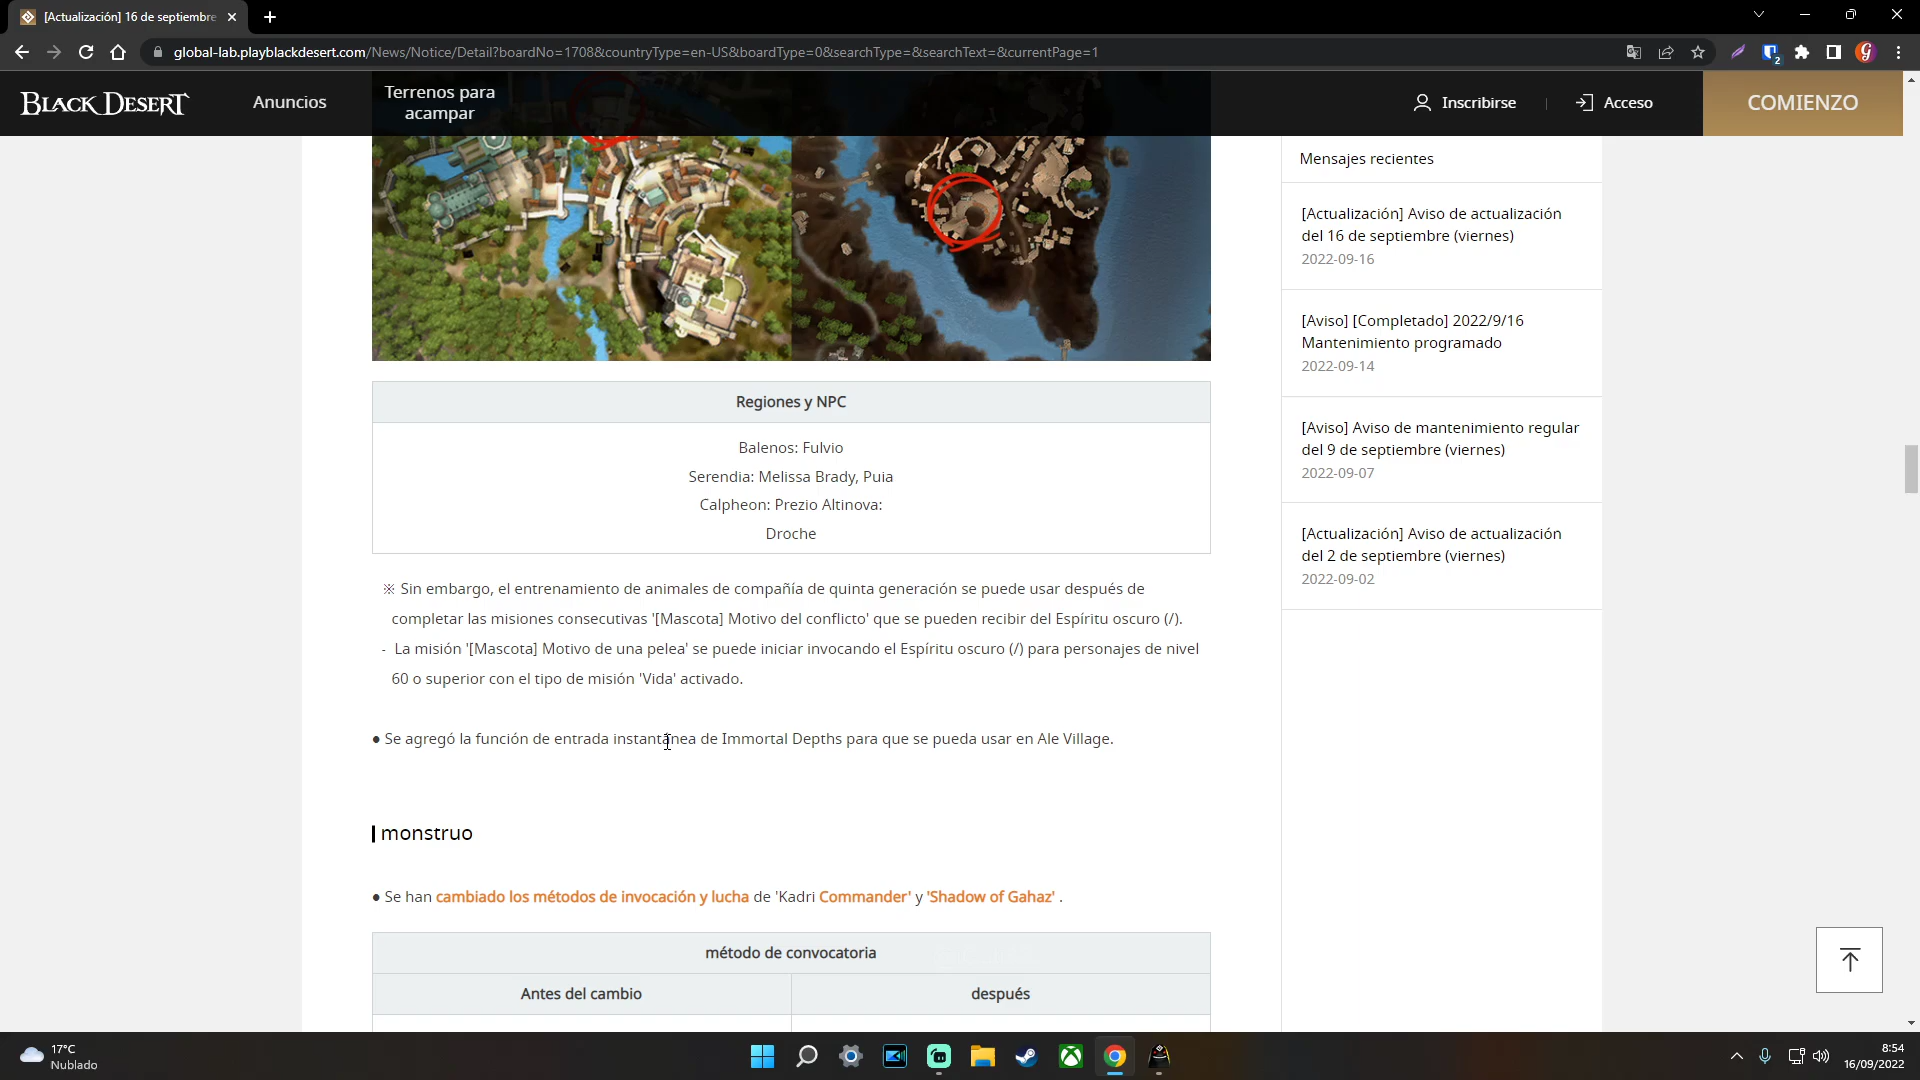 [Actualización] 16 de septiembre
global-lab.playblackdesert.com/News/Notice/Detail?boardNo=1708&countryType=en-US&boardType=0&searchType=&searchText=&currentPage=1
2
BLACK DESERT
Anuncios
Terrenos para
acampar
Inscribirse
Acceso
COMIENZO
Regiones y NPC
Balenos: Fulvio
Serendia: Melissa Brady, Puia
Calpheon: Prezio Altinova:
Droche
※ Sin embargo, el entrenamiento de animales de compañía de quinta generación se puede usar después de
completar las misiones consecutivas '[Mascota] Motivo del conflicto' que se pueden recibir del Espíritu oscuro (/).
- La misión '[Mascota] Motivo de una pelea' se puede iniciar invocando el Espíritu oscuro (/) para personajes de nivel
60 o superior con el tipo de misión 'Vida' activado.
● Se agregó la función de entrada instantánea de Immortal Depths para que se pueda usar en Ale Village.
monstruo
● Se han cambiado los métodos de invocación y lucha de 'Kadri Commander' y 'Shadow of Gahaz' .
método de convocatoria
Antes del cambio
después
Mensajes recientes
[Actualización] Aviso de actualización
del 16 de septiembre (viernes)
2022-09-16
[Aviso] [Completado] 2022/9/16
Mantenimiento programado
2022-09-14
[Aviso] Aviso de mantenimiento regular
del 9 de septiembre (viernes)
2022-09-07
[Actualización] Aviso de actualización
del 2 de septiembre (viernes)
2022-09-02
17°C
Nublado
8:54
16/09/2022